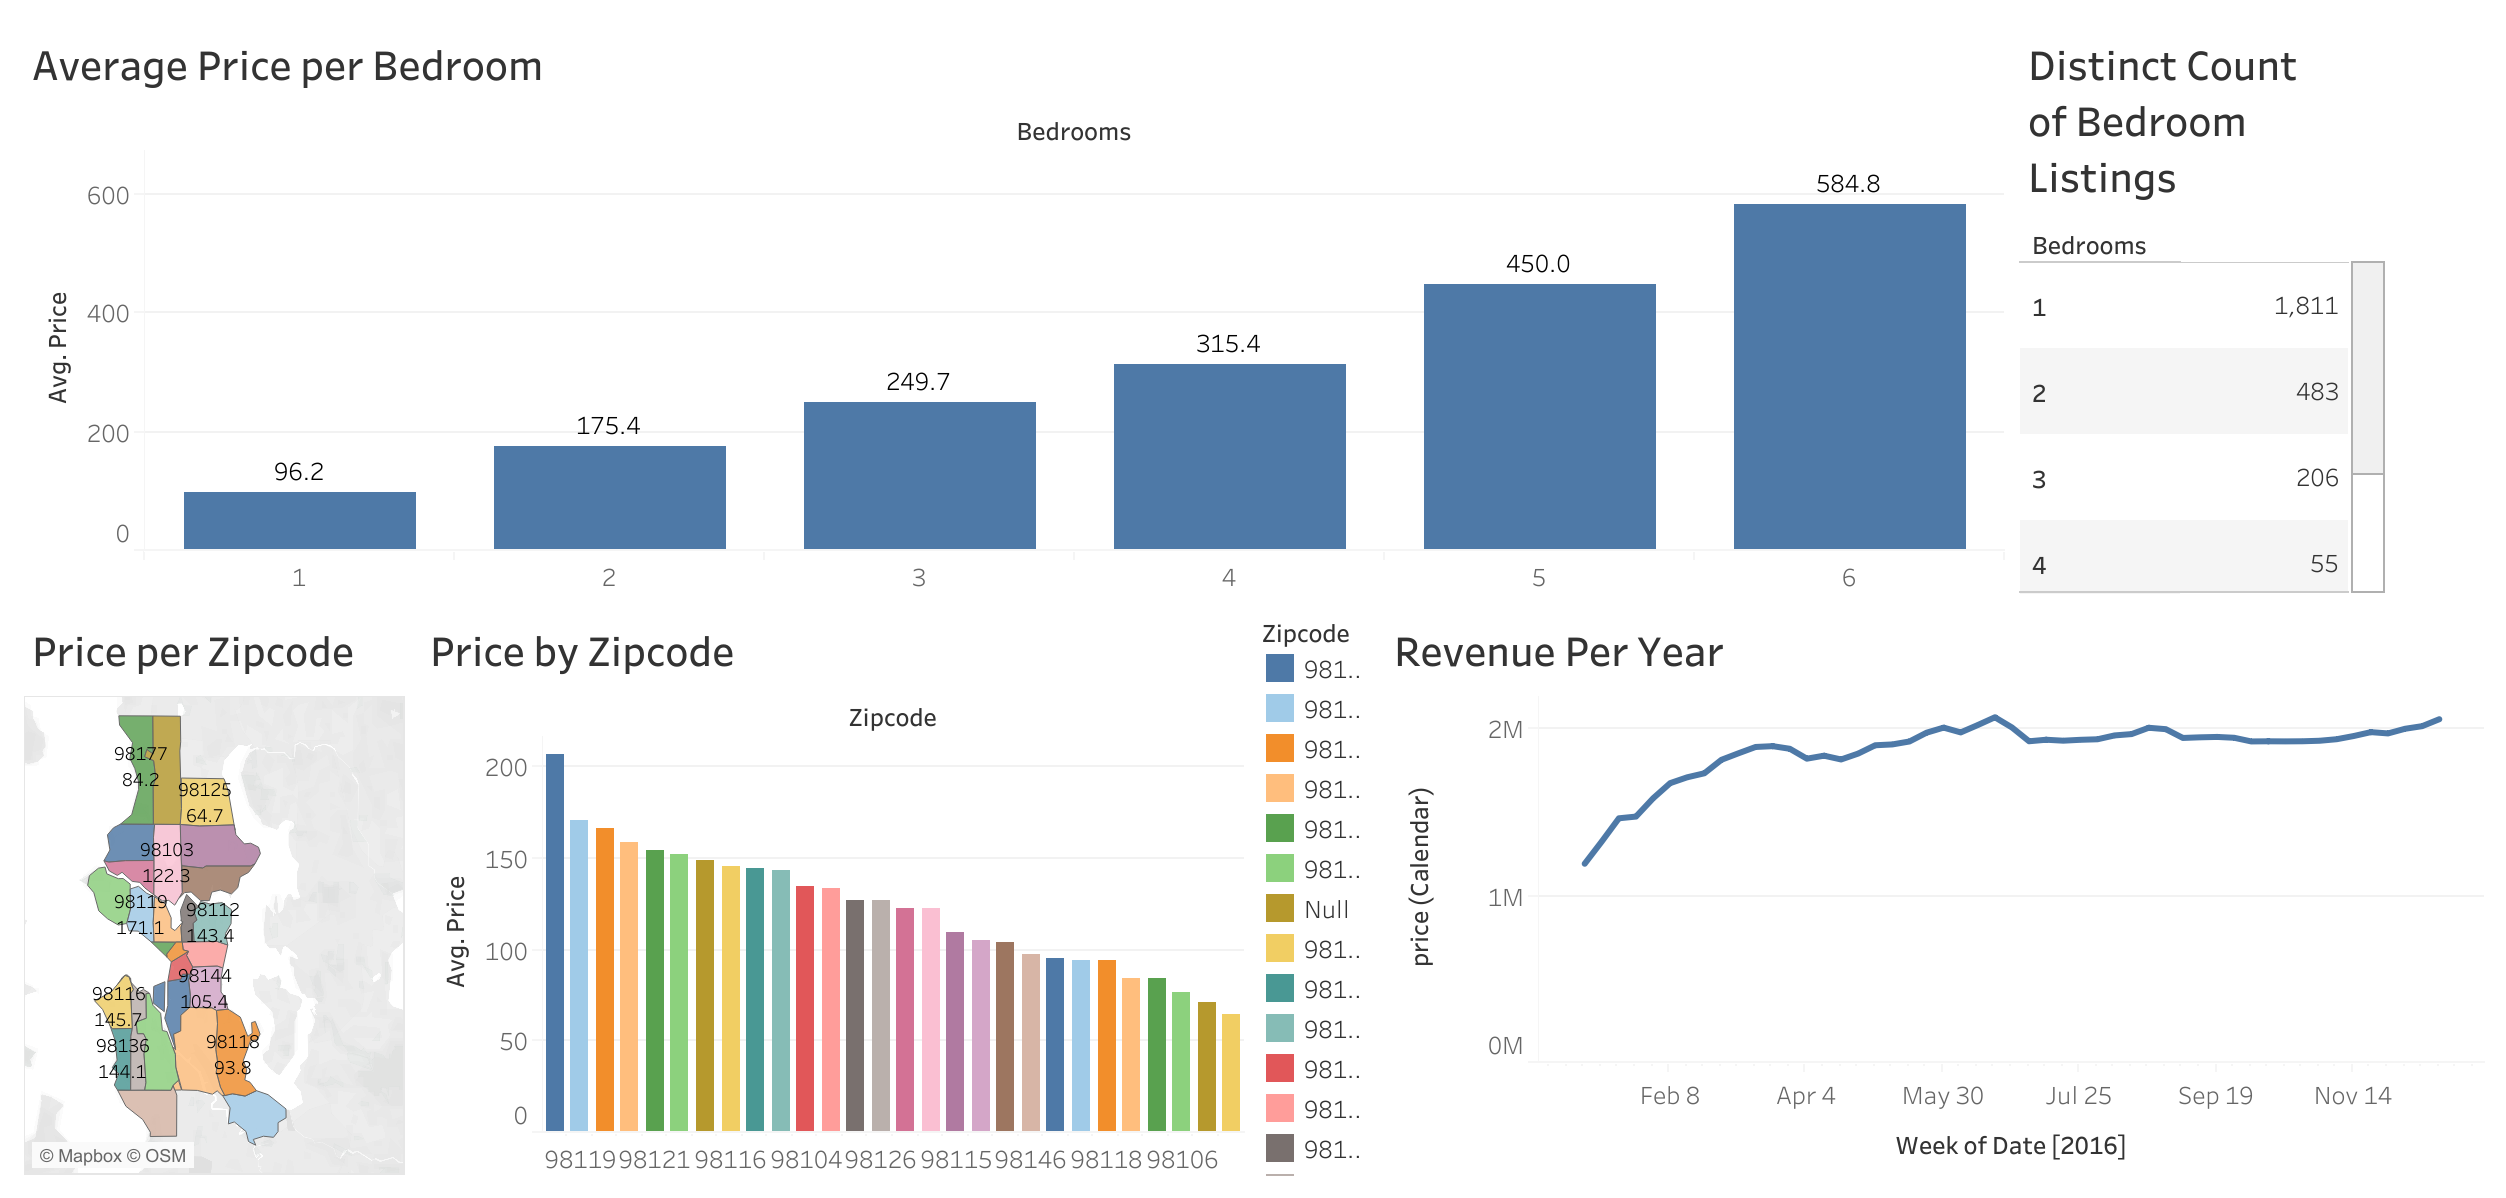 Average Price per Bedroom
Bedrooms
Avg. Price
600
400
200
0
96.2
175.4
249.7
315.4
450.0
584.8
1
2
3
4
5
6
Distinct Count
of Bedroom
Listings
Bedrooms
1 1,811
2 483
3 206
4 55
Price per Zipcode
98177
84.2
98125
64.7
98103
122.3
98119
171.1
98112
143.4
98144
105.4
98116
145.7
98136
144.1
98118
93.8
© Mapbox © OSM
Price by Zipcode
Zipcode
Avg. Price
200
150
100
50
0
98119 98121 98116 98104 98126 98115 98146 98118 98106
Zipcode
981..
981..
981..
981..
981..
981..
Null
981..
981..
981..
981..
981..
981..
Revenue Per Year
price (Calendar)
2M
1M
0M
Feb 8 Apr 4 May 30 Jul 25 Sep 19 Nov 14
Week of Date [2016]